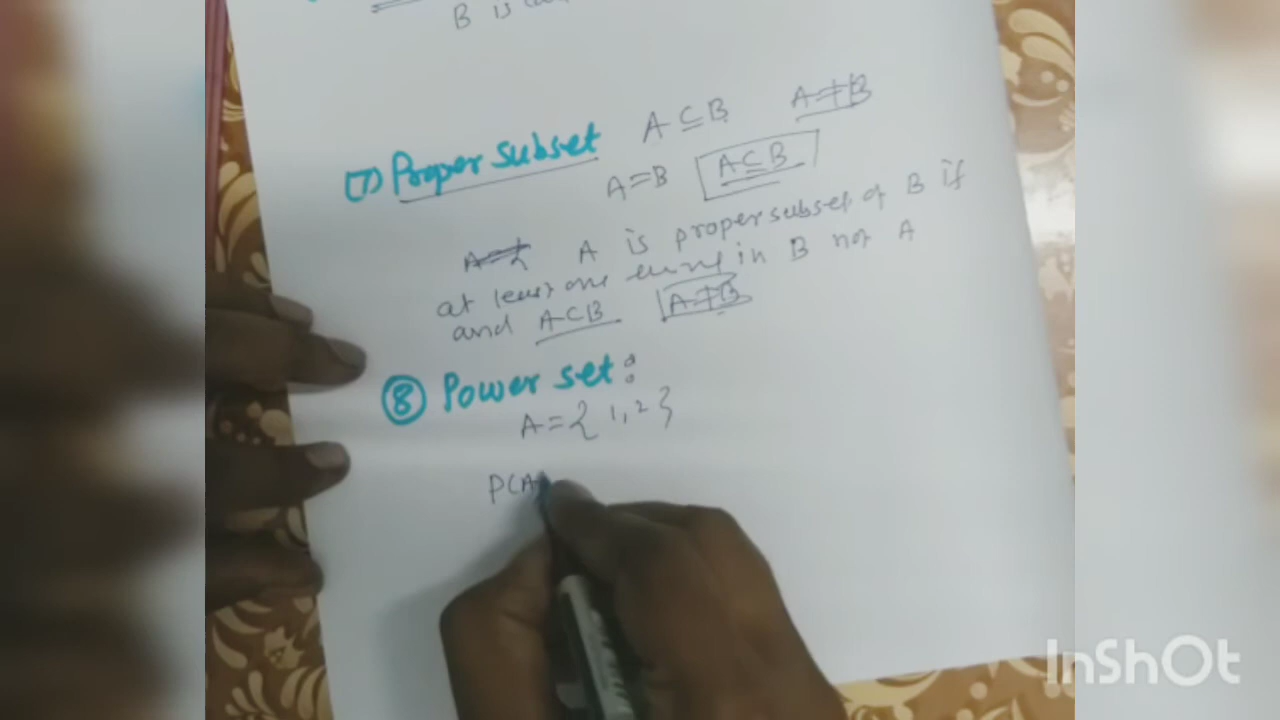 B is
A ⊆ B A ≠ B
(7) Proper subset
A = B A ⊆ B
A is proper subset of B if
at least one in B not A
and A ⊂ B A ≠ B
8 Power set :
A = { 1, 2 }
P(A)
InShOt